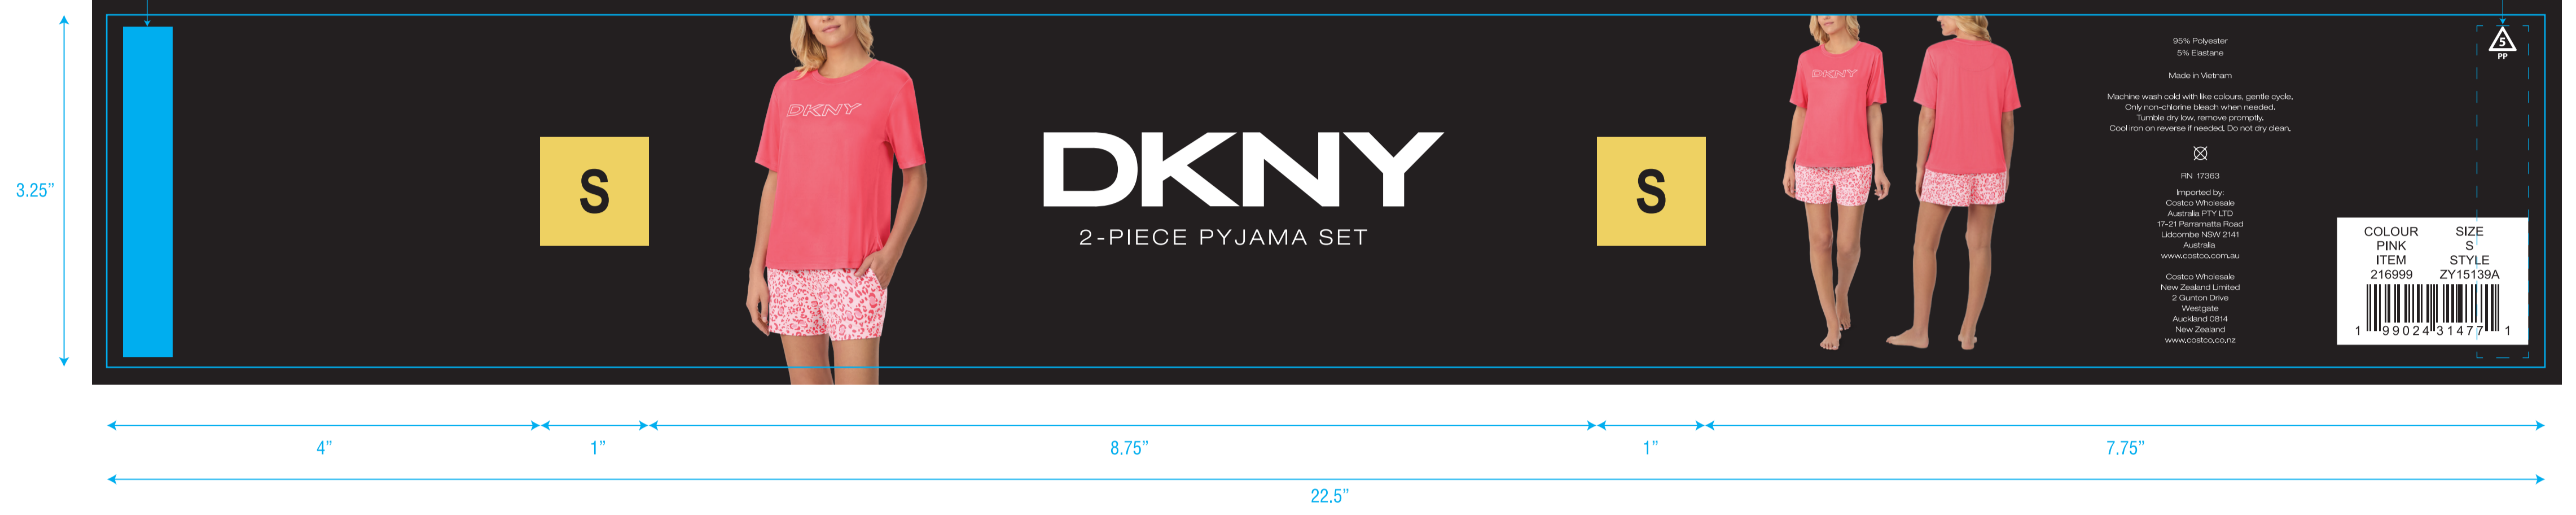 3.25”
S
DKNY
DKNY
2-PIECE PYJAMA SET
S
DKNY
95% Polyester
5% Elastane
Made in Vietnam
Machine wash cold with like colours, gentle cycle.
Only non-chlorine bleach when needed.
Tumble dry low, remove promptly.
Cool iron on reverse if needed. Do not dry clean.
RN 17363
Imported by:
Costco Wholesale
Australia PTY LTD
17-21 Parramatta Road
Lidcombe NSW 2141
Australia
www.costco.com.au
Costco Wholesale
New Zealand Limited
2 Gunton Drive
Westgate
Auckland 0814
New Zealand
www.costco.co.nz
5
PP
COLOUR SIZE
PINK S
ITEM STYLE
216999 ZY15139A
1 99024 31477 1
4” 1” 8.75” 1” 7.75”
22.5”